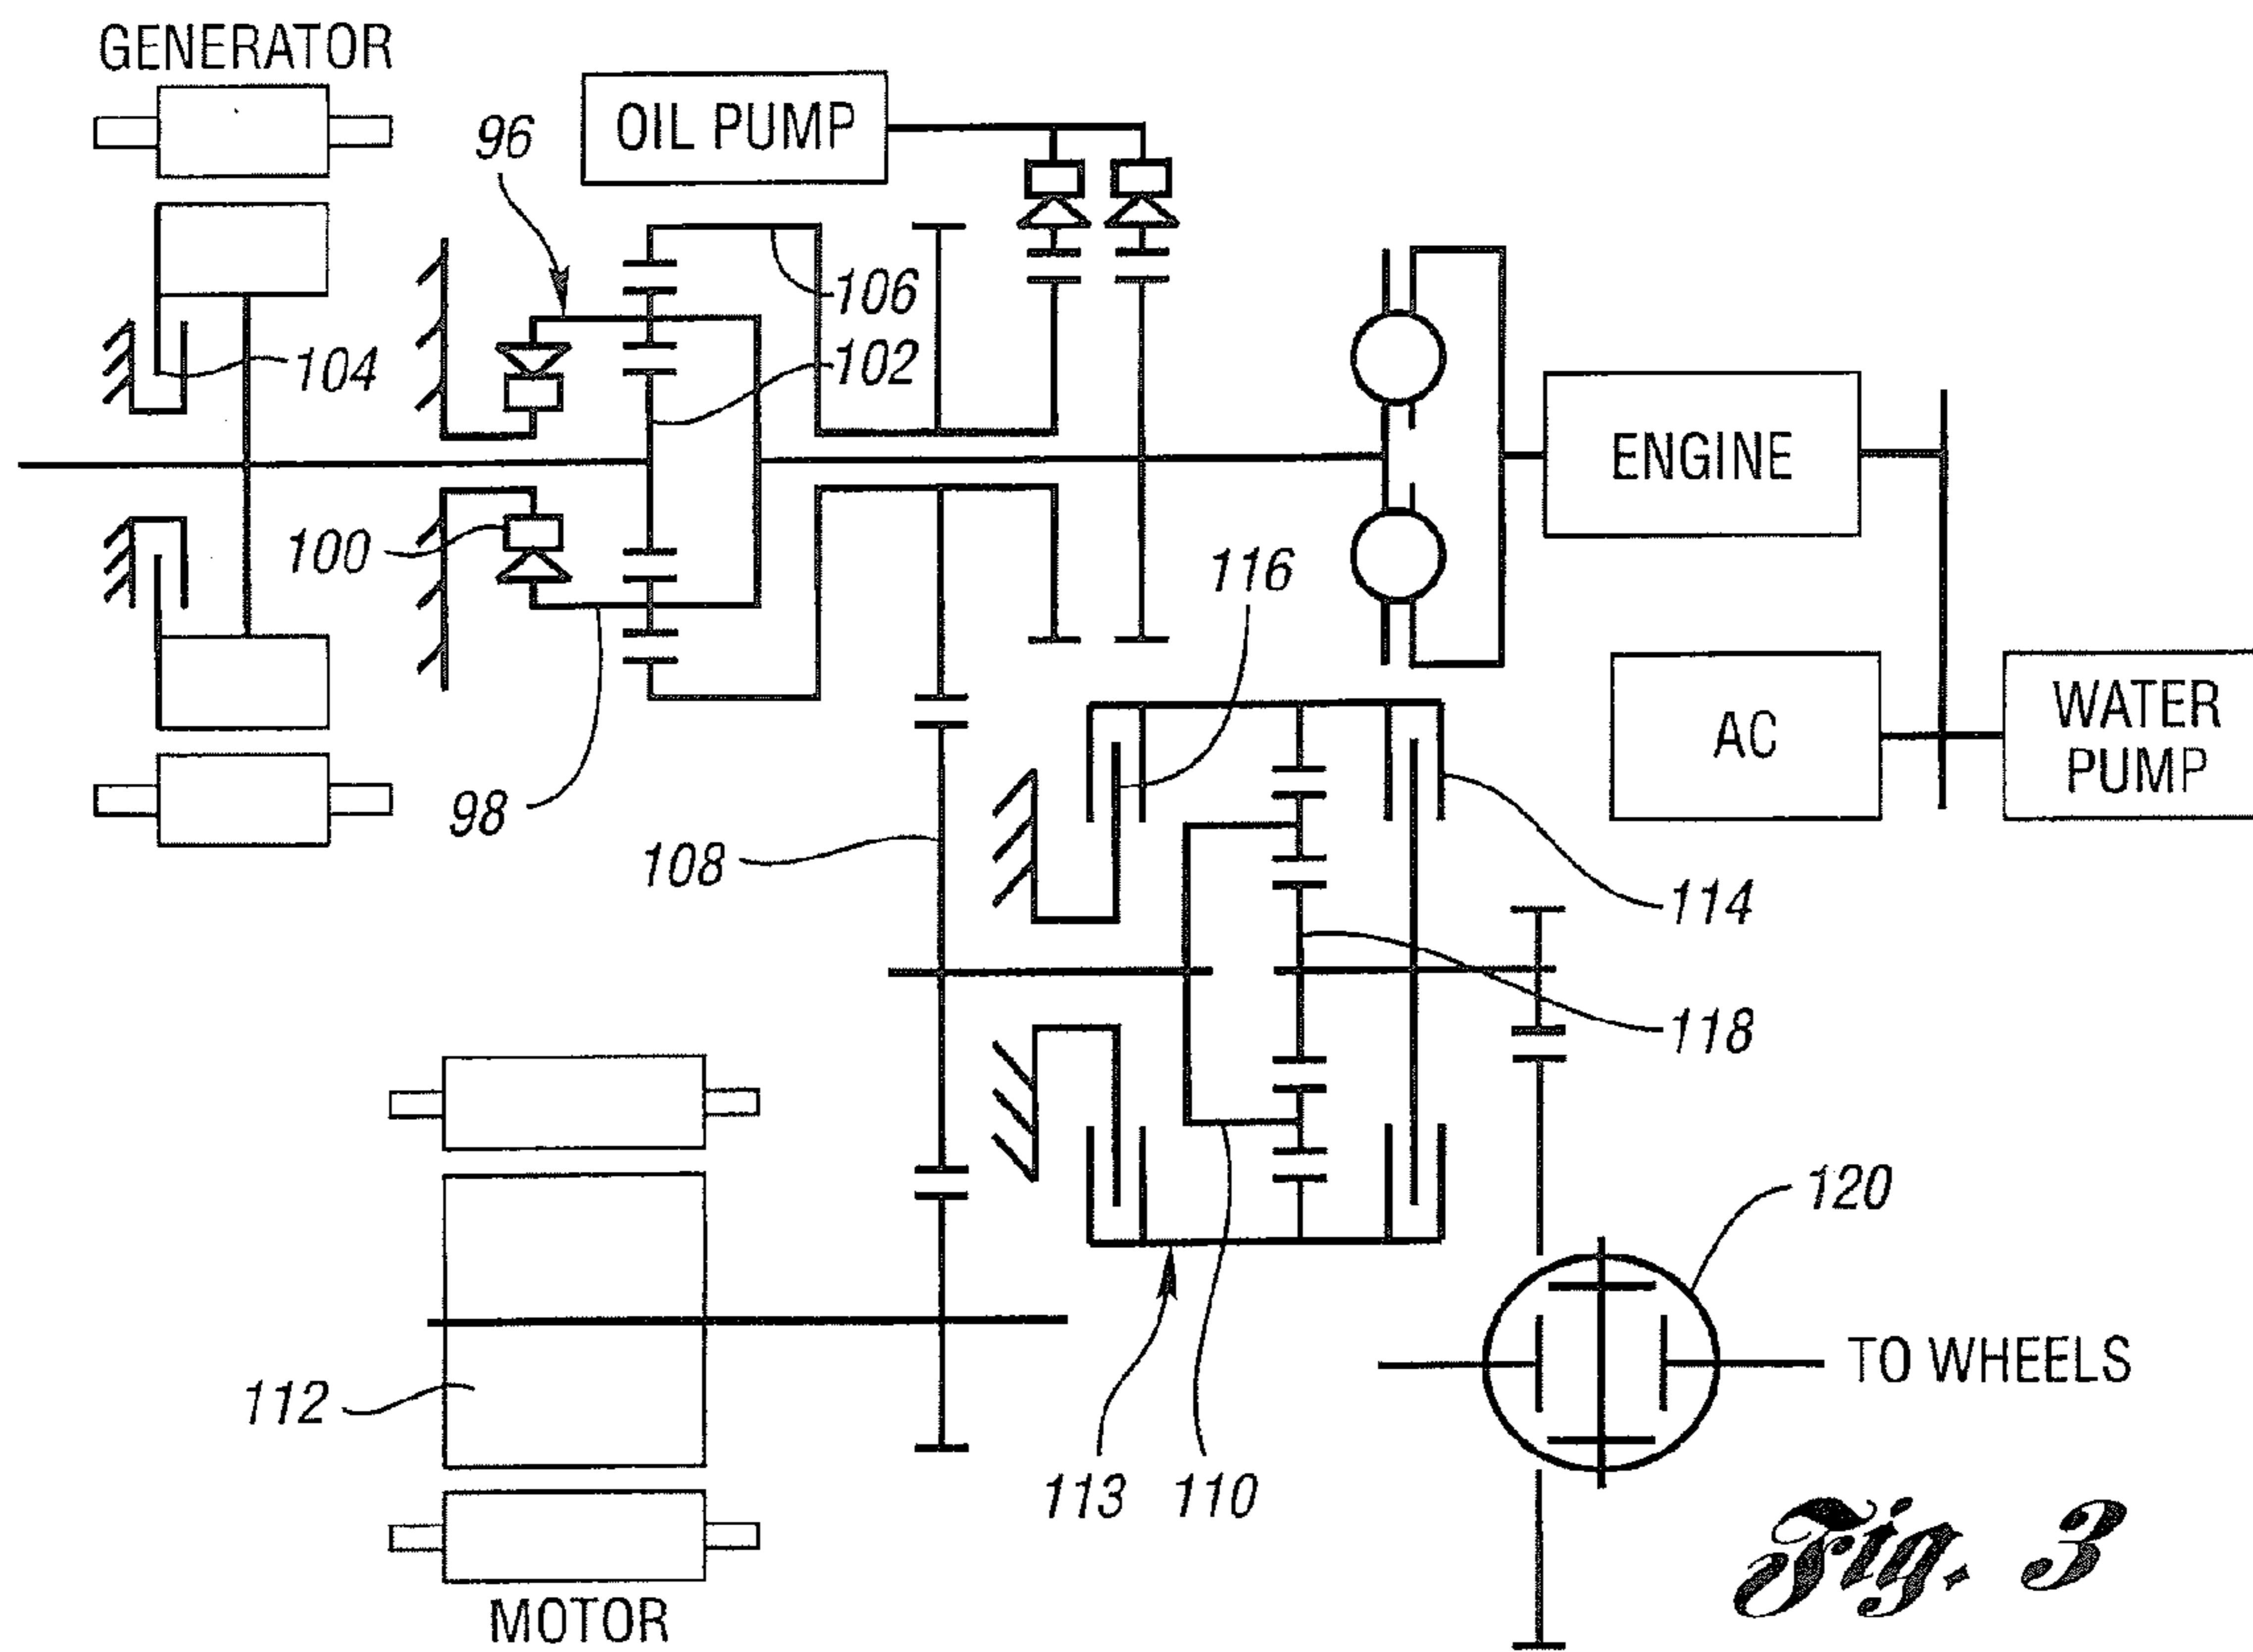 GENERATOR
OIL PUMP
96
106
102
104
ENGINE
100
116
AC
WATER
PUMP
98
108
114
118
120
112
TO WHEELS
113
110
MOTOR
Fig. 3